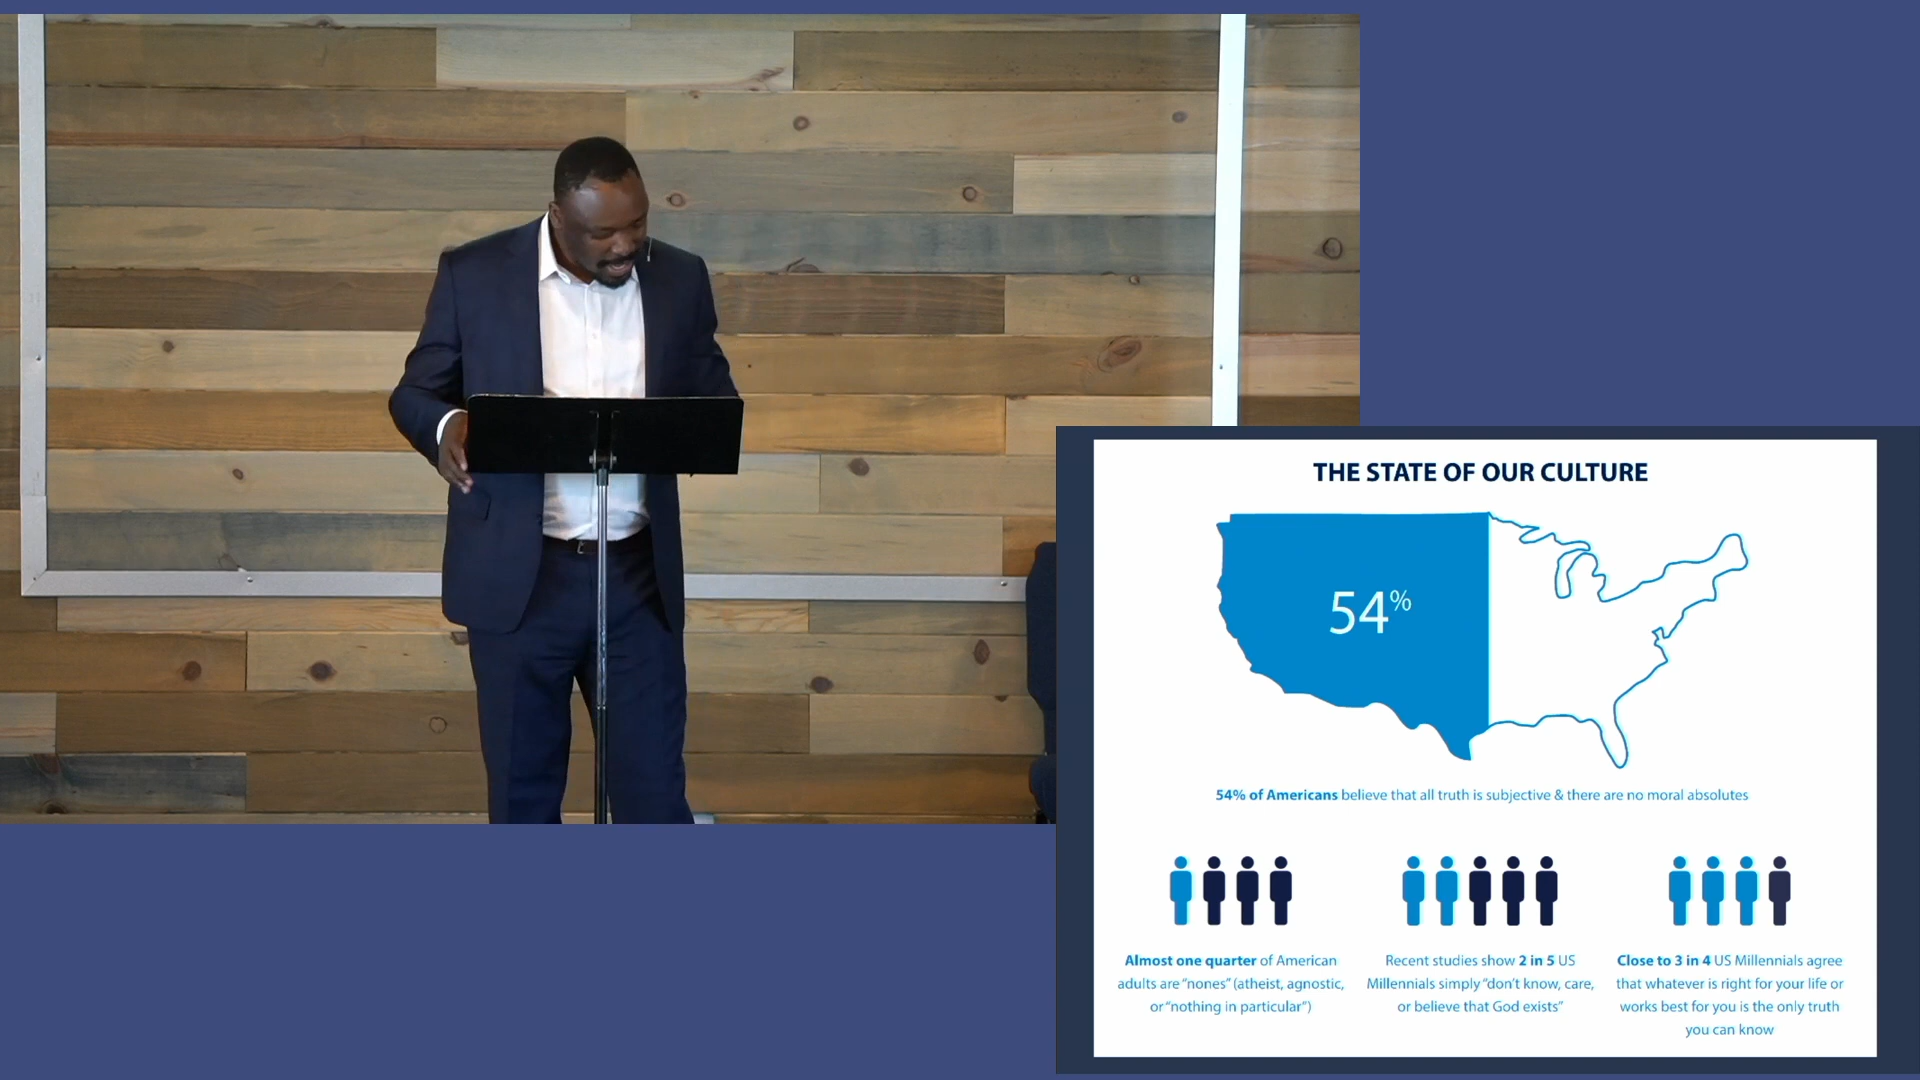 THE STATE OF OUR CULTURE
54%
54% of Americans believe that all truth is subjective & there are no moral absolutes
Almost one quarter of American
adults are "nones" (atheist, agnostic,
or "nothing in particular")
Recent studies show 2 in 5 US
Millennials simply "don't know, care,
or believe that God exists"
Close to 3 in 4 US Millennials agree
that whatever is right for your life or
works best for you is the only truth
you can know